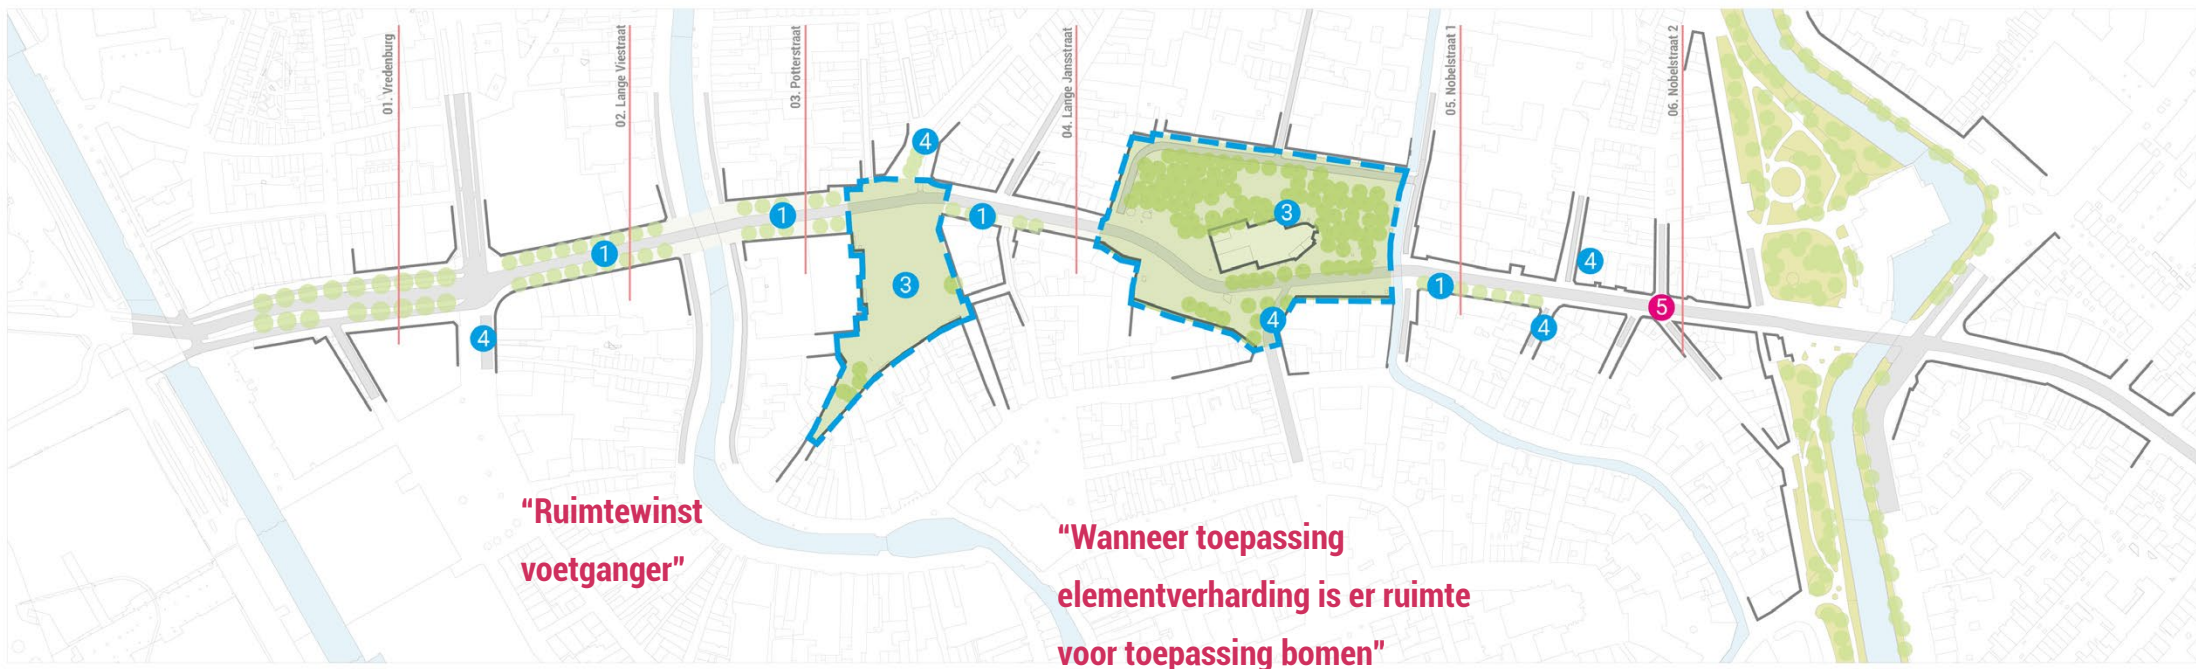 01. Vredenburg
02. Lange Viestraat
03. Potterstraat
04. Lange Jansstraat
05. Nobelstraat 1
06. Nobelstraat 2
4
1
1
3
1
4
3
4
1
4
4
5
“Ruimtewinst
voetganger”
“Wanneer toepassing
elementverharding is er ruimte
voor toepassing bomen”